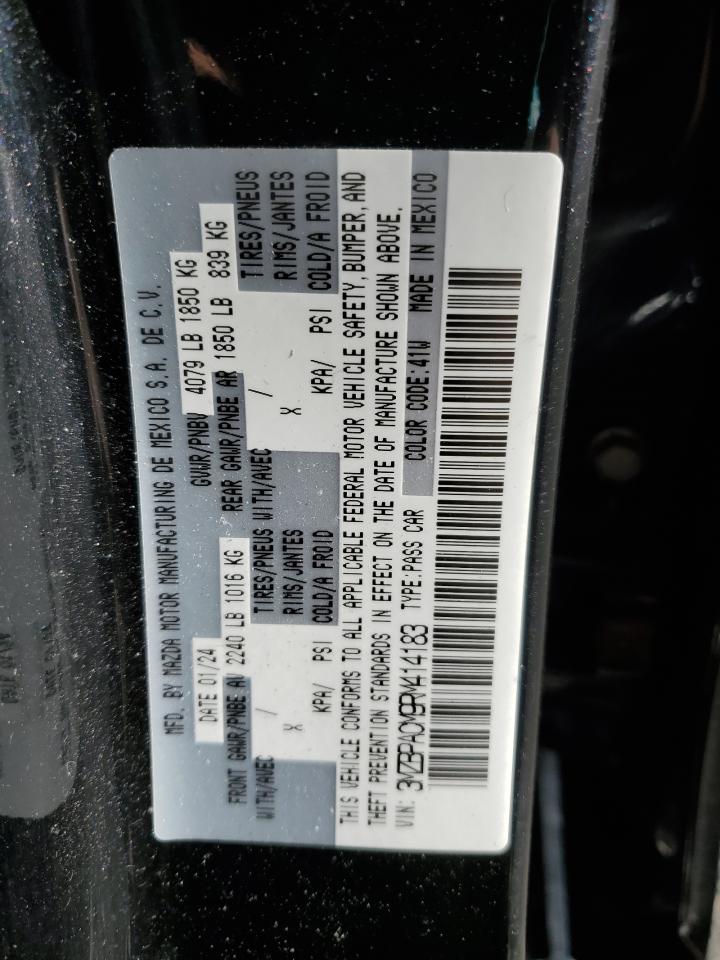 MFD. BY MAZDA MOTOR MANUFACTURING DE MEXICO S.A. DE C.V.
DATE 01/24 GVWR/PNBV 4079 LB 1850 KG
FRONT GAWR/PNBE AV 2240 LB 1016 KG REAR GAWR/PNBE AR 1850 LB 839 KG
WITH/AVEC / TIRES/PNEUS WITH/AVEC / TIRES/PNEUS
X RIMS/JANTES X RIMS/JANTES
KPA/ PSI COLD/A FROID KPA/ PSI COLD/A FROID
THIS VEHICLE CONFORMS TO ALL APPLICABLE FEDERAL MOTOR VEHICLE SAFETY, BUMPER, AND
THEFT PREVENTION STANDARDS IN EFFECT ON THE DATE OF MANUFACTURE SHOWN ABOVE.
VIN: 3MZBPACM9RM414183 TYPE:PASS CAR COLOR CODE:41W MADE IN MEXICO